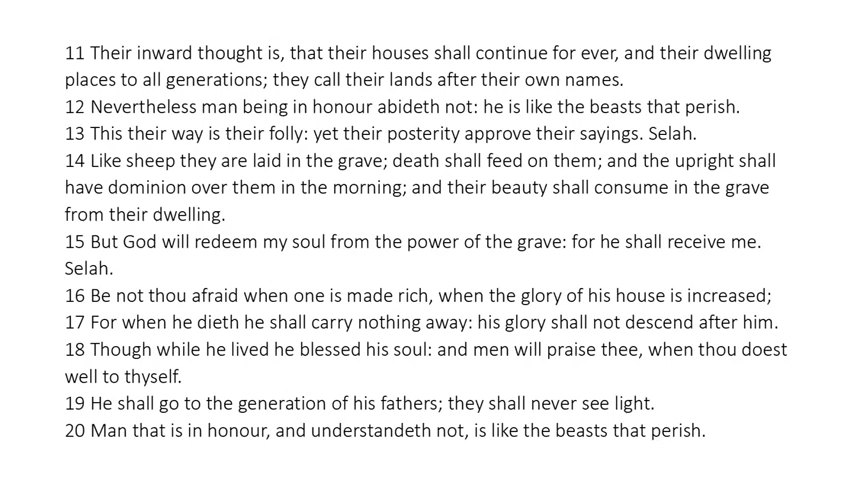 11 Their inward thought is, that their houses shall continue for ever, and their dwelling
places to all generations; they call their lands after their own names.
12 Nevertheless man being in honour abideth not: he is like the beasts that perish.
13 This their way is their folly: yet their posterity approve their sayings. Selah.
14 Like sheep they are laid in the grave; death shall feed on them; and the upright shall
have dominion over them in the morning; and their beauty shall consume in the grave
from their dwelling.
15 But God will redeem my soul from the power of the grave: for he shall receive me.
Selah.
16 Be not thou afraid when one is made rich, when the glory of his house is increased;
17 For when he dieth he shall carry nothing away: his glory shall not descend after him.
18 Though while he lived he blessed his soul: and men will praise thee, when thou doest
well to thyself.
19 He shall go to the generation of his fathers; they shall never see light.
20 Man that is in honour, and understandeth not, is like the beasts that perish.